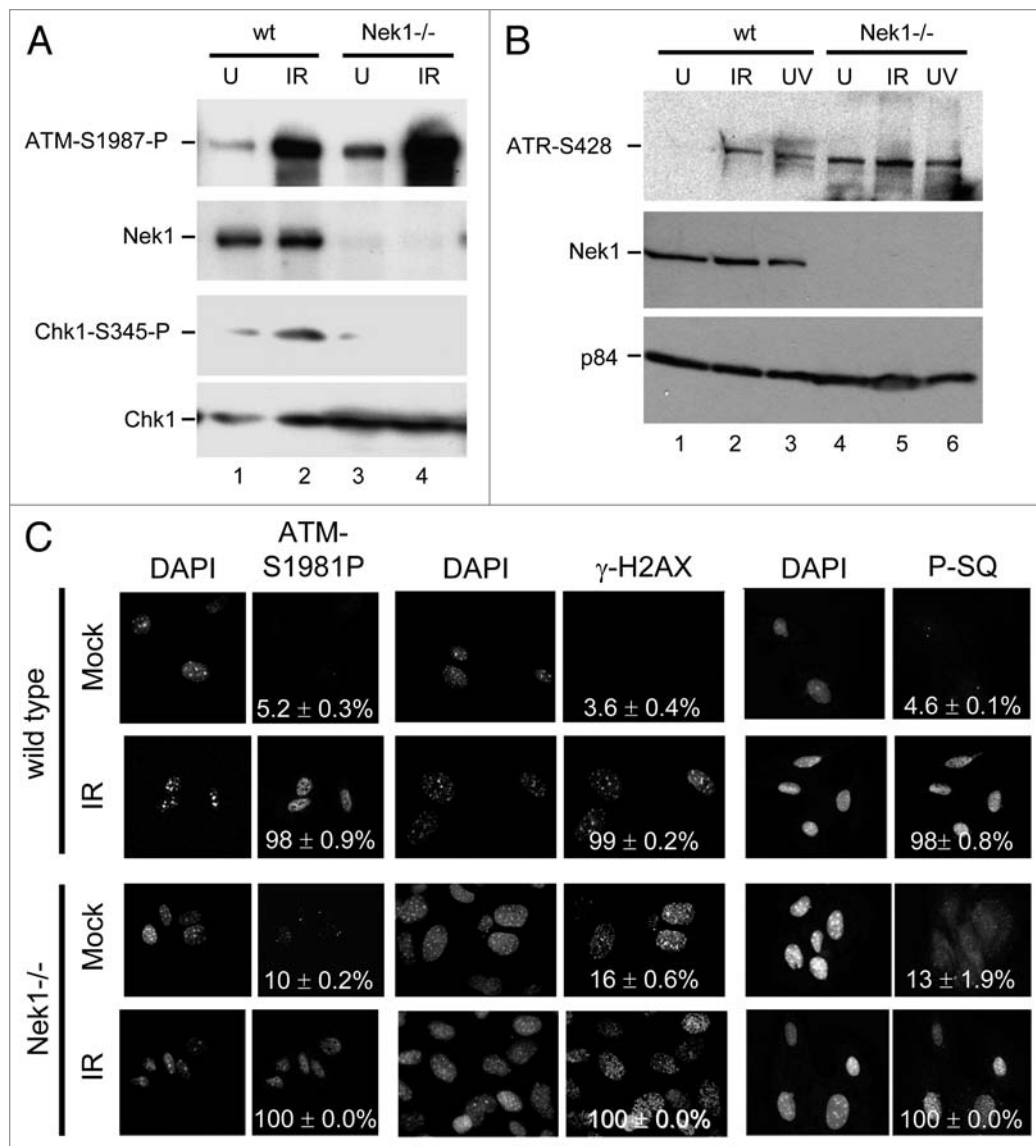 A
wt Nek1-/-
U IR U IR
ATM-S1987-P
Nek1
Chk1-S345-P
Chk1
1 2 3 4
B
wt Nek1-/-
U IR UV U IR UV
ATR-S428
Nek1
p84
1 2 3 4 5 6
C
DAPI ATM-S1981P DAPI γ-H2AX DAPI P-SQ
wild type
Mock
5.2 ± 0.3% 3.6 ± 0.4% 4.6 ± 0.1%
IR
98 ± 0.9% 99 ± 0.2% 98± 0.8%
Nek1-/-
Mock
10 ± 0.2% 16 ± 0.6% 13 ± 1.9%
IR
100 ± 0.0% 100 ± 0.0% 100 ± 0.0%